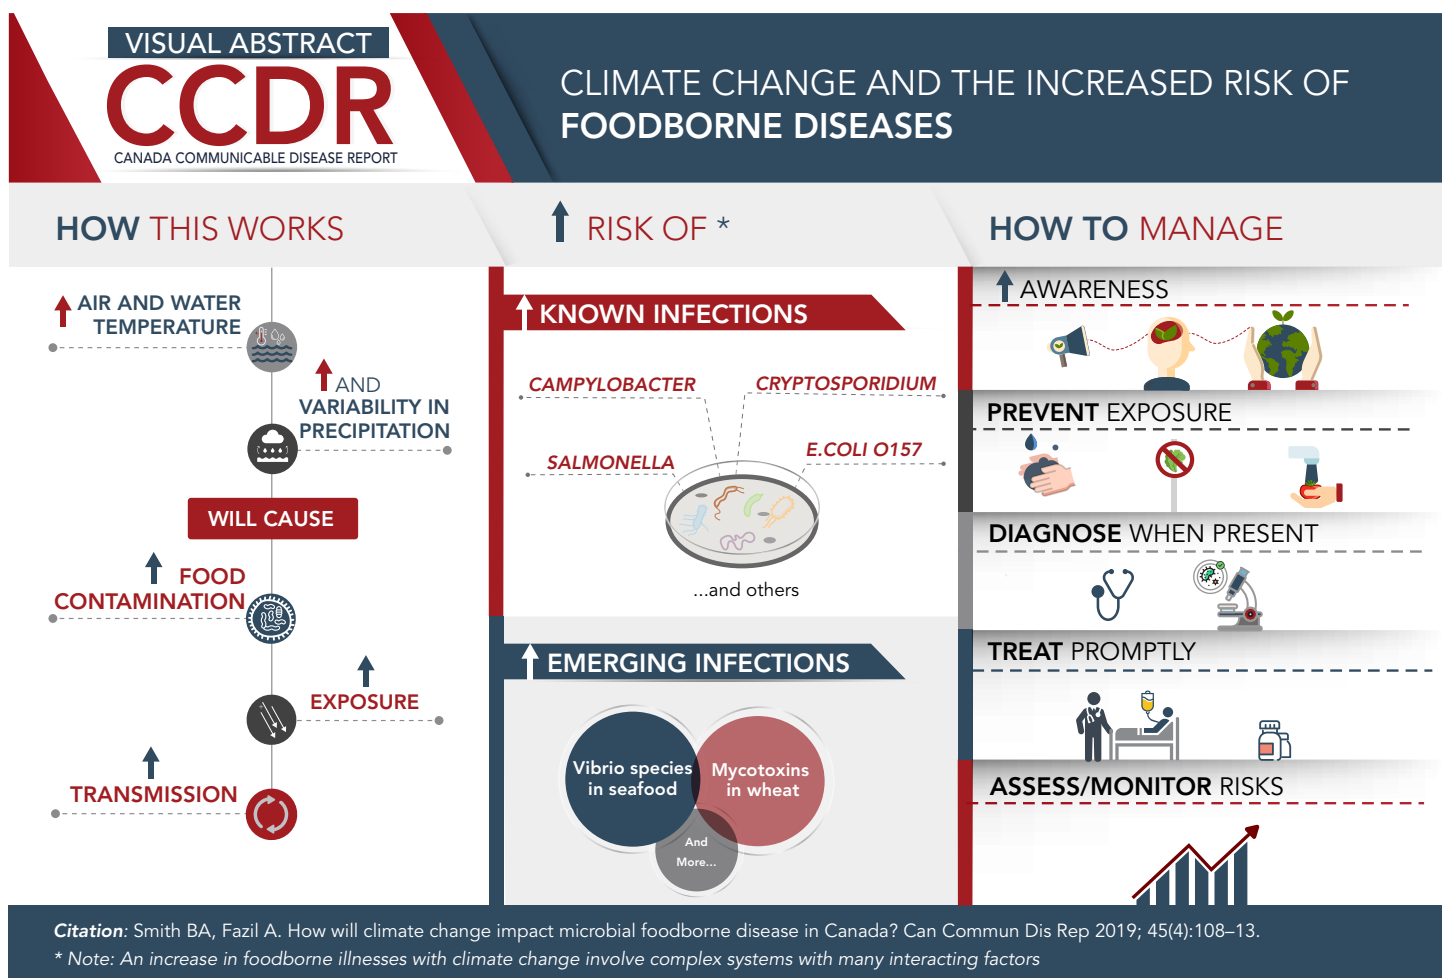 VISUAL ABSTRACT
CCDR
CANADA COMMUNICABLE DISEASE REPORT
CLIMATE CHANGE AND THE INCREASED RISK OF
FOODBORNE DISEASES
HOW THIS WORKS
AIR AND WATER
TEMPERATURE
AND
VARIABILITY IN
PRECIPITATION
WILL CAUSE
FOOD
CONTAMINATION
EXPOSURE
TRANSMISSION
RISK OF *
KNOWN INFECTIONS
CAMPYLOBACTER
CRYPTOSPORIDIUM
SALMONELLA
E.COLI O157
...and others
EMERGING INFECTIONS
Vibrio species
in seafood
Mycotoxins
in wheat
And
More...
HOW TO MANAGE
AWARENESS
PREVENT EXPOSURE
DIAGNOSE WHEN PRESENT
TREAT PROMPTLY
ASSESS/MONITOR RISKS
Citation: Smith BA, Fazil A. How will climate change impact microbial foodborne disease in Canada? Can Commun Dis Rep 2019; 45(4):108–13.
* Note: An increase in foodborne illnesses with climate change involve complex systems with many interacting factors